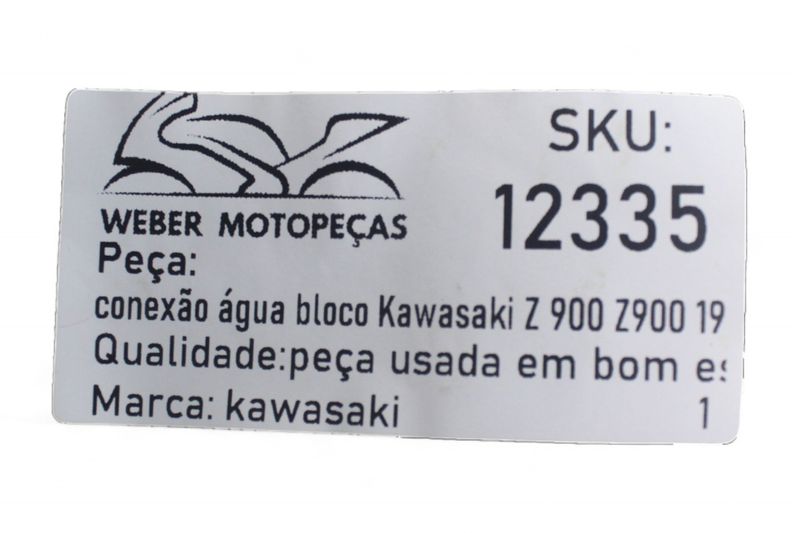 SKU:
12335
WEBER MOTOPEÇAS
Peça:
conexão água bloco Kawasaki Z 900 Z900 19
Qualidade:peça usada em bom
Marca: kawasaki 1